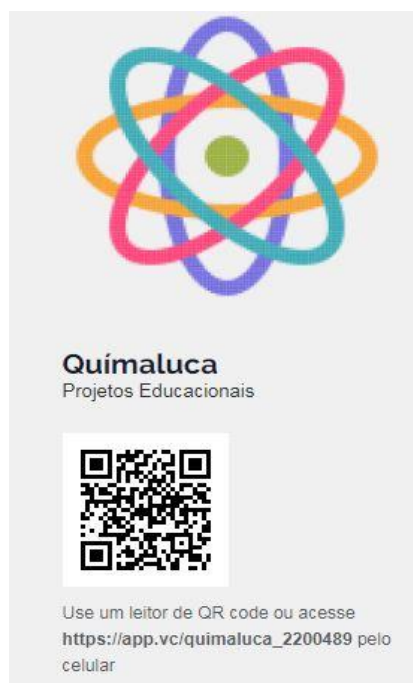 Químaluca
Projetos Educacionais
Use um leitor de QR code ou acesse
https://app.vc/quimaluca_2200489 pelo
celular